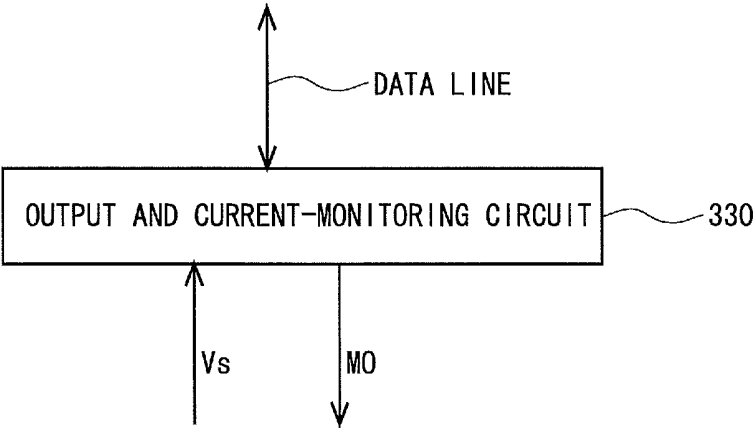 DATA LINE
OUTPUT AND CURRENT-MONITORING CIRCUIT
330
Vs
MO